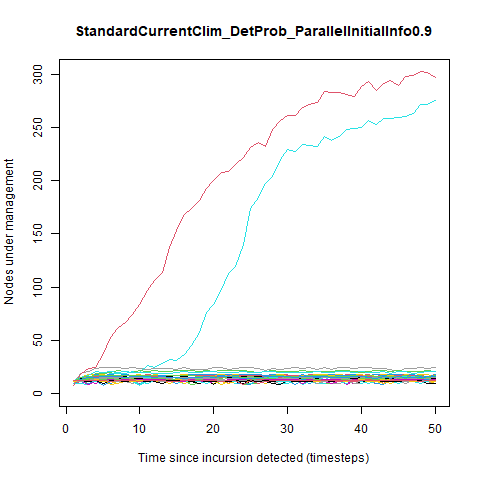 StandardCurrentClim_DetProb_ParallelInitialInfo0.9
Nodes under management
300
250
200
150
100
50
0
0 10 20 30 40 50
Time since incursion detected (timesteps)